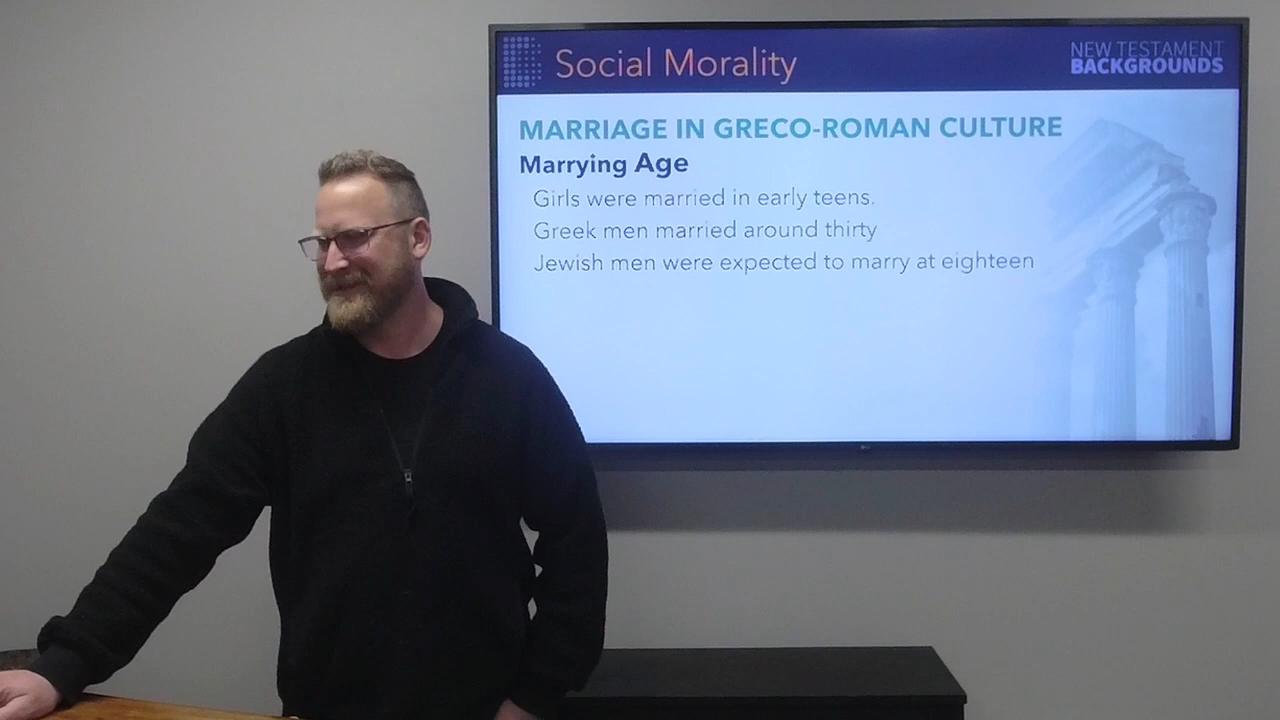 Social Morality
NEW TESTAMENT
BACKGROUNDS
MARRIAGE IN GRECO-ROMAN CULTURE
Marrying Age
Girls were married in early teens.
Greek men married around thirty
Jewish men were expected to marry at eighteen